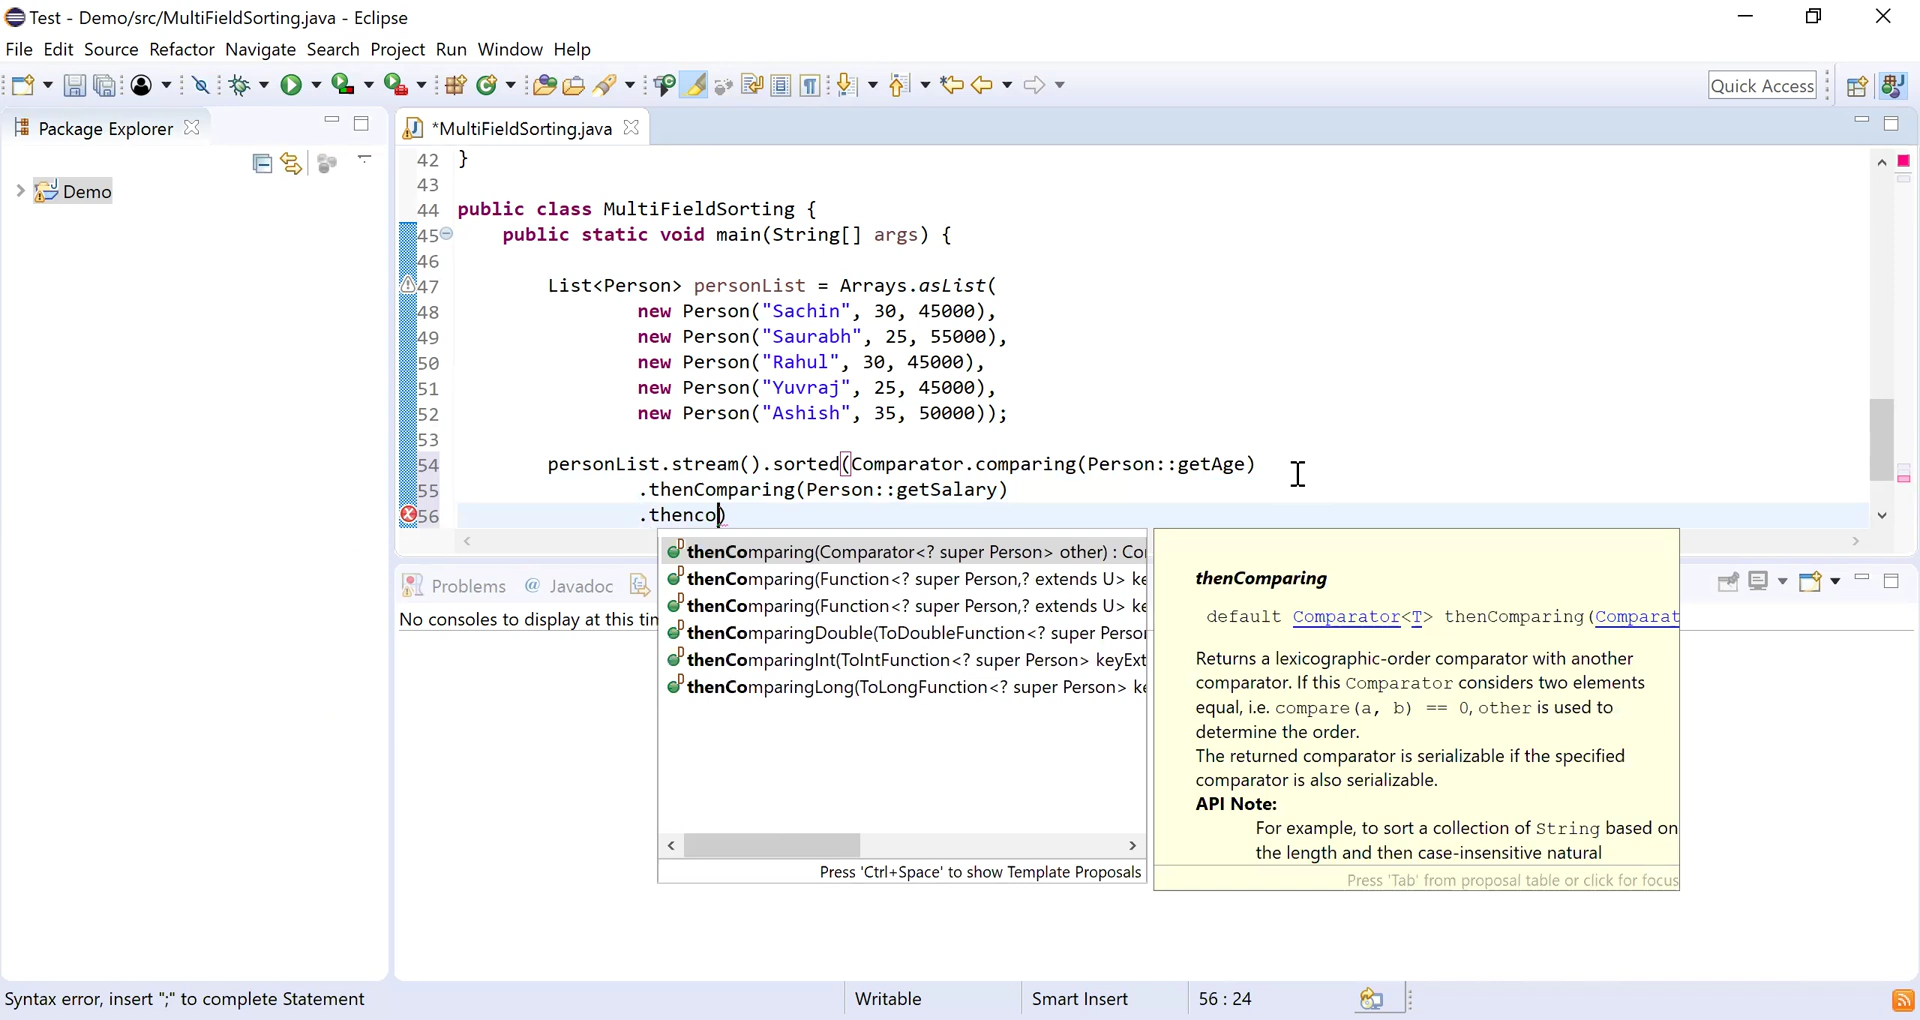 Test - Demo/src/MultiFieldSorting.java - Eclipse
File Edit Source Refactor Navigate Search Project Run Window Help
Quick Access
Package Explorer
*MultiFieldSorting.java
Demo
42 }
43
44 public class MultiFieldSorting {
45 public static void main(String[] args) {
46
47 List<Person> personList = Arrays.asList(
48 new Person("Sachin", 30, 45000),
49 new Person("Saurabh", 25, 55000),
50 new Person("Rahul", 30, 45000),
51 new Person("Yuvraj", 25, 45000),
52 new Person("Ashish", 35, 50000));
53
54 personList.stream().sorted(Comparator.comparing(Person::getAge)
55 .thenComparing(Person::getSalary)
56 .thenco)
Problems @ Javadoc
No consoles to display at this tim
thenComparing(Comparator<? super Person> other) : Co
thenComparing(Function<? super Person,? extends U> ke
thenComparing(Function<? super Person,? extends U> ke
thenComparingDouble(ToDoubleFunction<? super Person
thenComparingInt(ToIntFunction<? super Person> keyExt
thenComparingLong(ToLongFunction<? super Person> ke
Press 'Ctrl+Space' to show Template Proposals
thenComparing
default Comparator<T> thenComparing(Comparat
Returns a lexicographic-order comparator with another
comparator. If this Comparator considers two elements
equal, i.e. compare(a, b) == 0, other is used to
determine the order.
The returned comparator is serializable if the specified
comparator is also serializable.
API Note:
For example, to sort a collection of String based on
the length and then case-insensitive natural
Press 'Tab' from proposal table or click for focus
Syntax error, insert ";" to complete Statement
Writable
Smart Insert
56 : 24